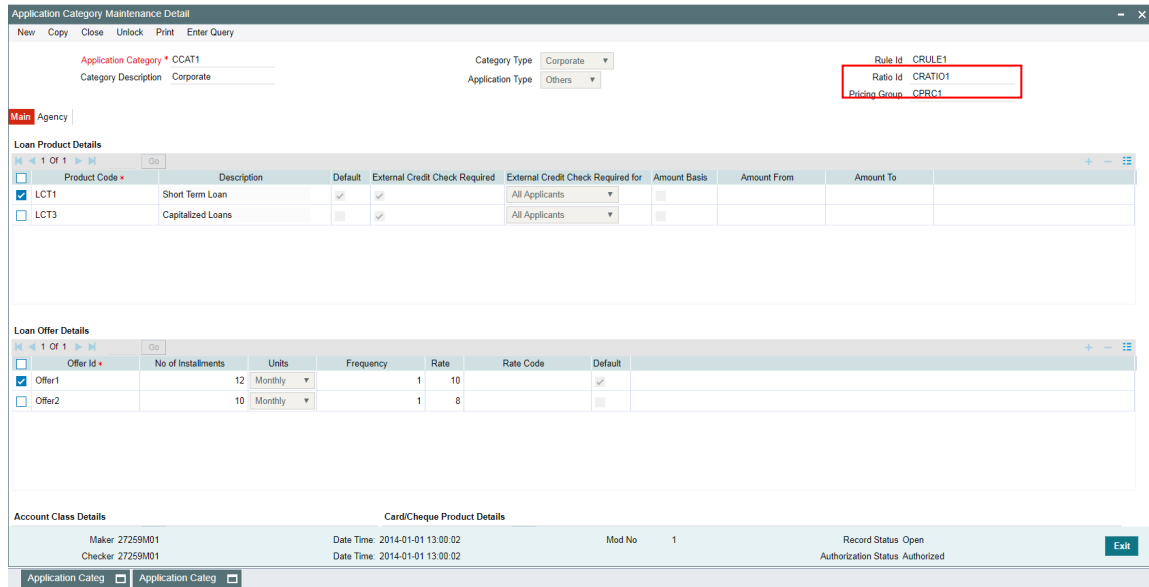 Application Category Maintenance Detail
New Copy Close Unlock Print Enter Query
Application Category * CCAT1 Category Type Corporate Rule Id CRULE1
Category Description Corporate Application Type Others Ratio Id CRATIO1
Pricing Group CPRC1
Main Agency
Loan Product Details
1 Of 1 Go
Product Code * Description Default External Credit Check Required External Credit Check Required for Amount Basis Amount From Amount To
LCT1 Short Term Loan All Applicants
LCT3 Capitalized Loans All Applicants
Loan Offer Details
1 Of 1 Go
Offer Id * No of Installments Units Frequency Rate Rate Code Default
Offer1 12 Monthly 1 10
Offer2 10 Monthly 1 8
Account Class Details Card/Cheque Product Details
Maker 27259M01 Date Time: 2014-01-01 13:00:02 Mod No 1 Record Status Open
Checker 27259M01 Date Time: 2014-01-01 13:00:02 Authorization Status Authorized
Exit
Application Categ Application Categ